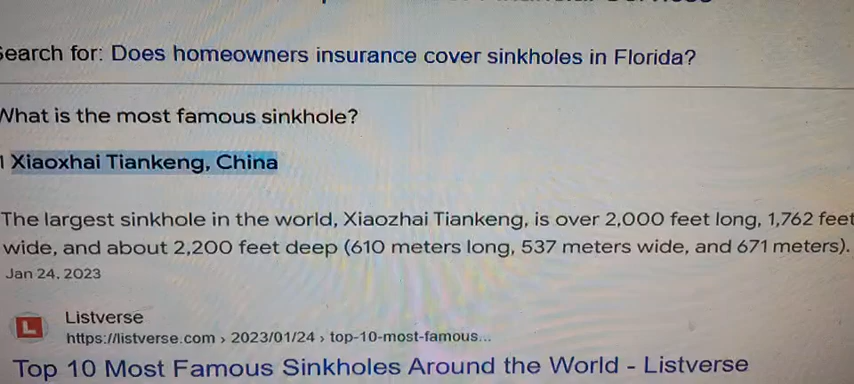 Search for: Does homeowners insurance cover sinkholes in Florida?
What is the most famous sinkhole?
1 Xiaoxhai Tiankeng, China
The largest sinkhole in the world, Xiaozhai Tiankeng, is over 2,000 feet long, 1,762 feet
wide, and about 2,200 feet deep (610 meters long, 537 meters wide, and 671 meters).
Jan 24, 2023
L Listverse
https://listverse.com › 2023/01/24 › top-10-most-famous...
Top 10 Most Famous Sinkholes Around the World - Listverse